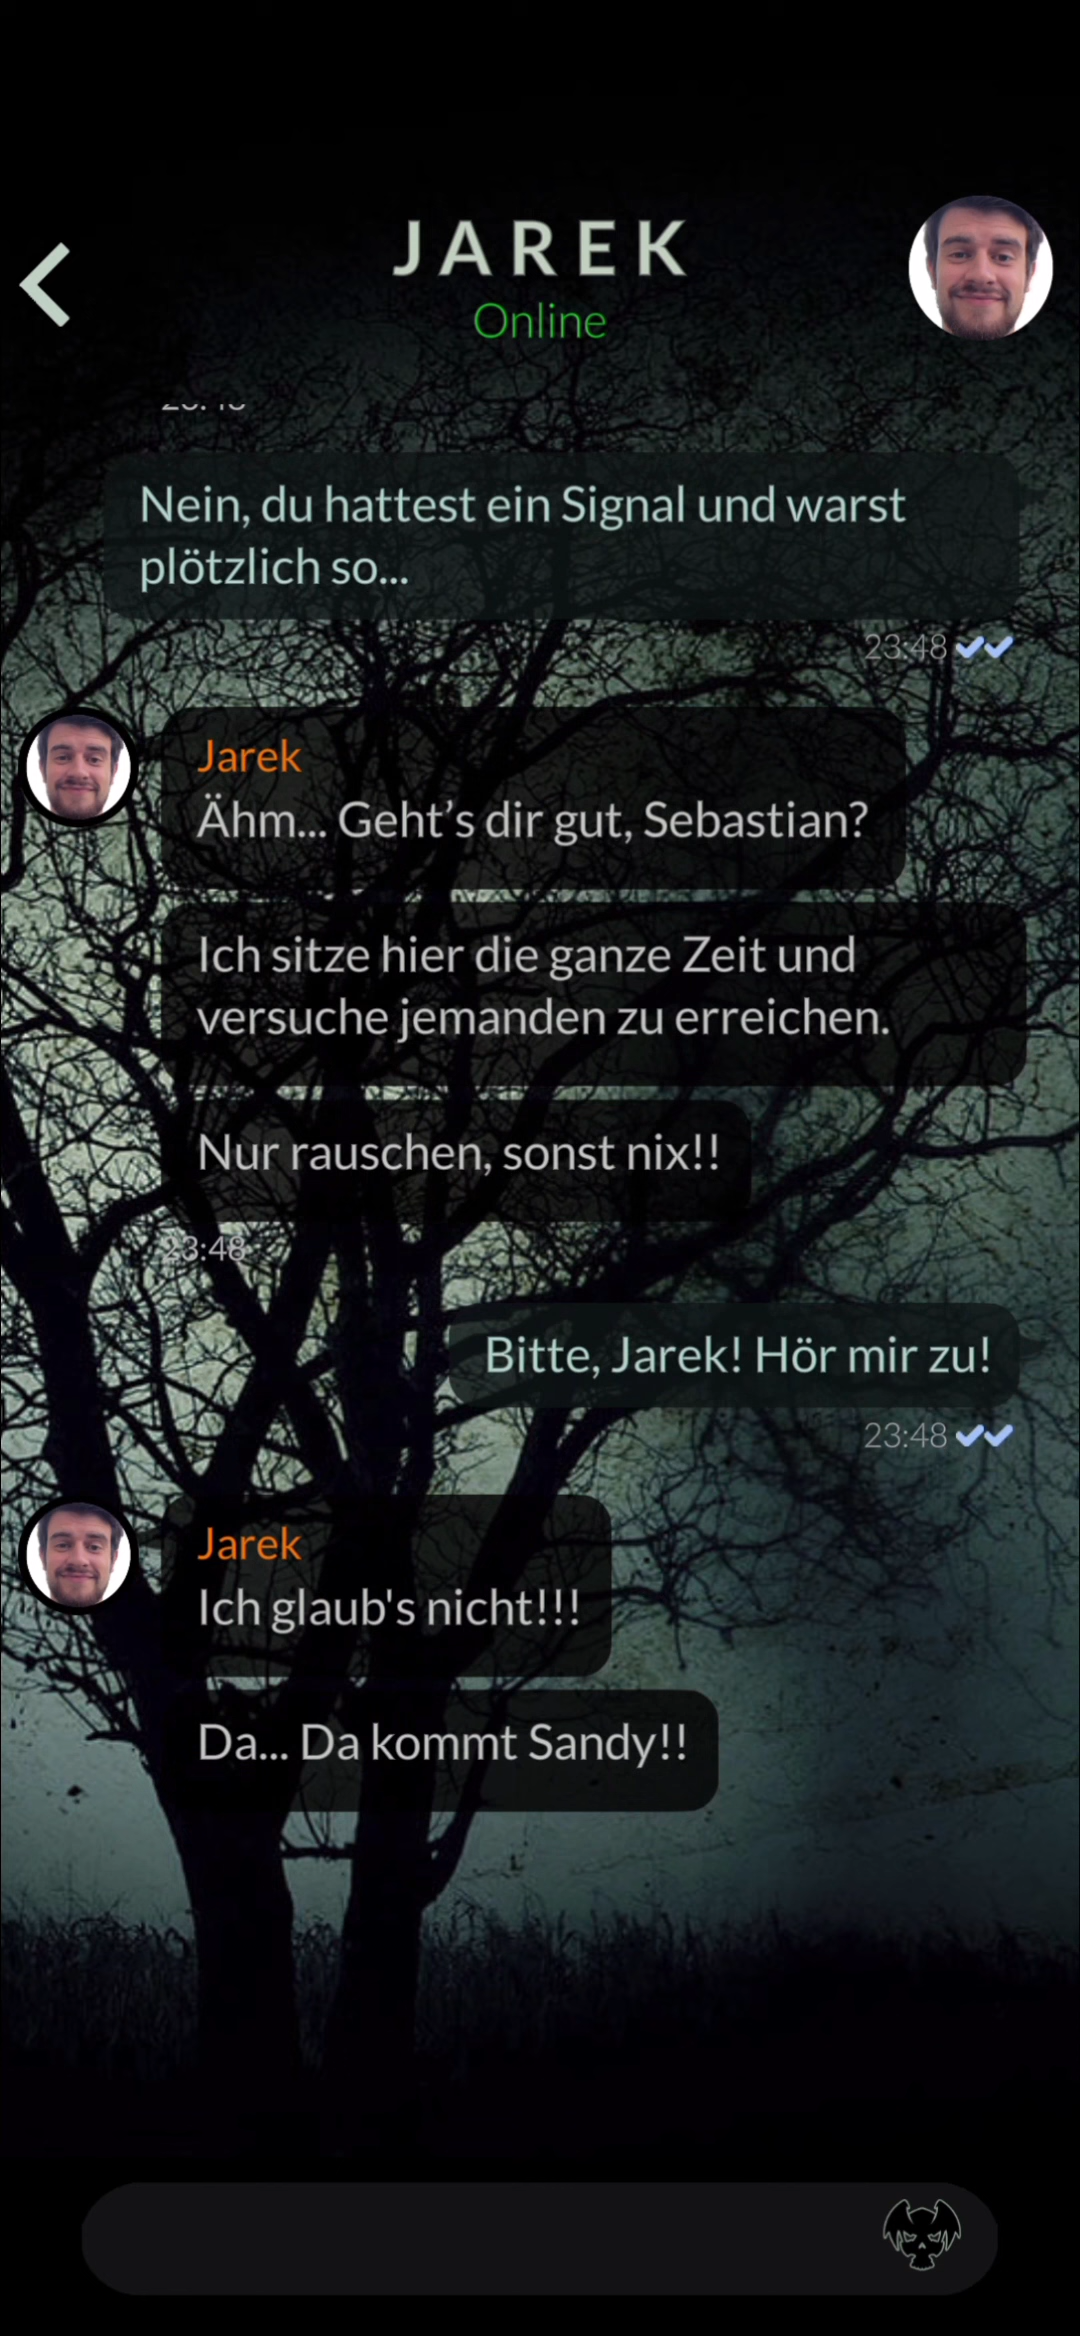 JAREK
Online
Nein, du hattest ein Signal und warst
plötzlich so...
23:48
Jarek
Ähm... Geht’s dir gut, Sebastian?
Ich sitze hier die ganze Zeit und
versuche jemanden zu erreichen.
Nur rauschen, sonst nix!!
23:48
Bitte, Jarek! Hör mir zu!
23:48
Jarek
Ich glaub's nicht!!!
Da... Da kommt Sandy!!